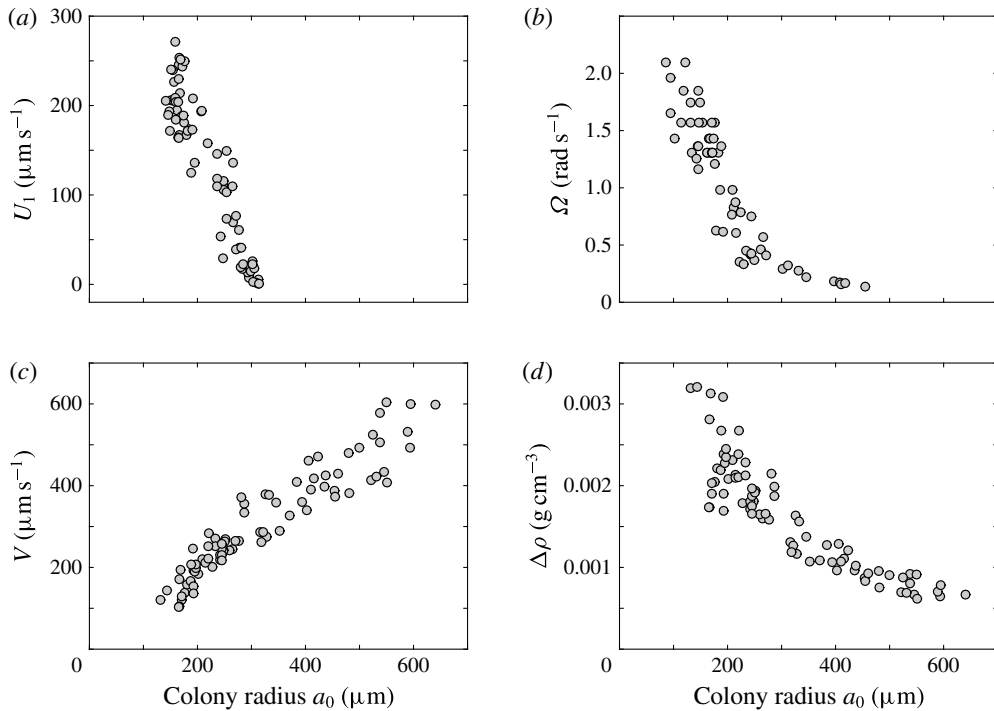 (a)
300
200
100
0
U₁ (μm s⁻¹)
(b)
2.0
1.5
1.0
0.5
0
Ω (rad s⁻¹)
(c)
600
400
200
0
200
400
600
V (μm s⁻¹)
Colony radius a₀ (μm)
(d)
0.003
0.002
0.001
0
200
400
600
Δρ (g cm⁻³)
Colony radius a₀ (μm)